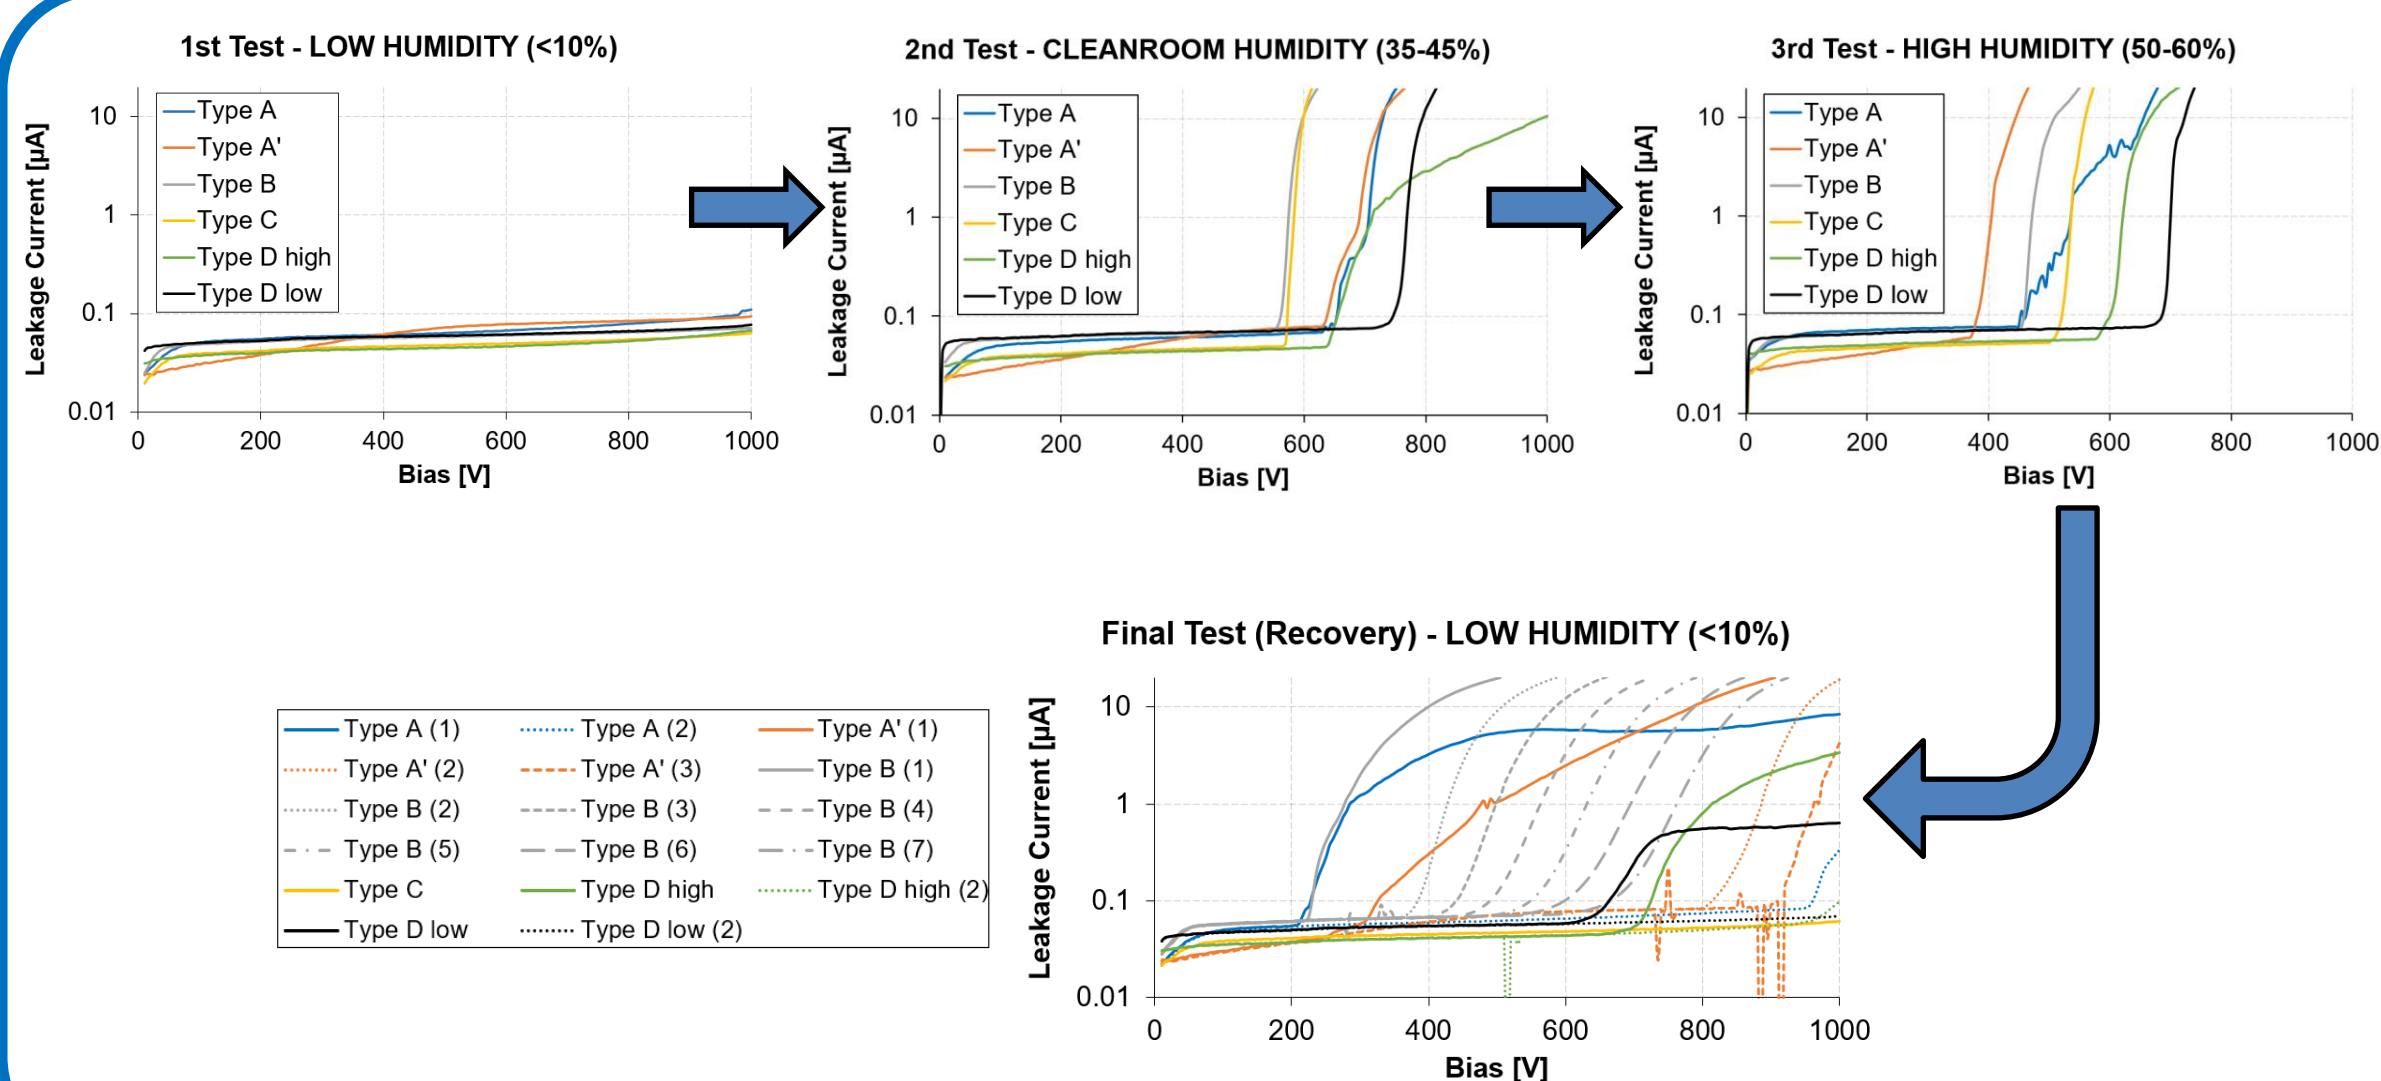 1st Test - LOW HUMIDITY (<10%)
Leakage Current [µA]
10
1
0.1
0.01
Type A
Type A'
Type B
Type C
Type D high
Type D low
0 200 400 600 800 1000
Bias [V]
2nd Test - CLEANROOM HUMIDITY (35-45%)
Leakage Current [µA]
10
1
0.1
0.01
Type A
Type A'
Type B
Type C
Type D high
Type D low
0 200 400 600 800 1000
Bias [V]
3rd Test - HIGH HUMIDITY (50-60%)
Leakage Current [µA]
10
1
0.1
0.01
Type A
Type A'
Type B
Type C
Type D high
Type D low
0 200 400 600 800 1000
Bias [V]
Final Test (Recovery) - LOW HUMIDITY (<10%)
Type A (1) Type A (2) Type A' (1)
Type A' (2) Type A' (3) Type B (1)
Type B (2) Type B (3) Type B (4)
Type B (5) Type B (6) Type B (7)
Type C Type D high Type D high (2)
Type D low Type D low (2)
Leakage Current [µA]
10
1
0.1
0.01
0 200 400 600 800 1000
Bias [V]